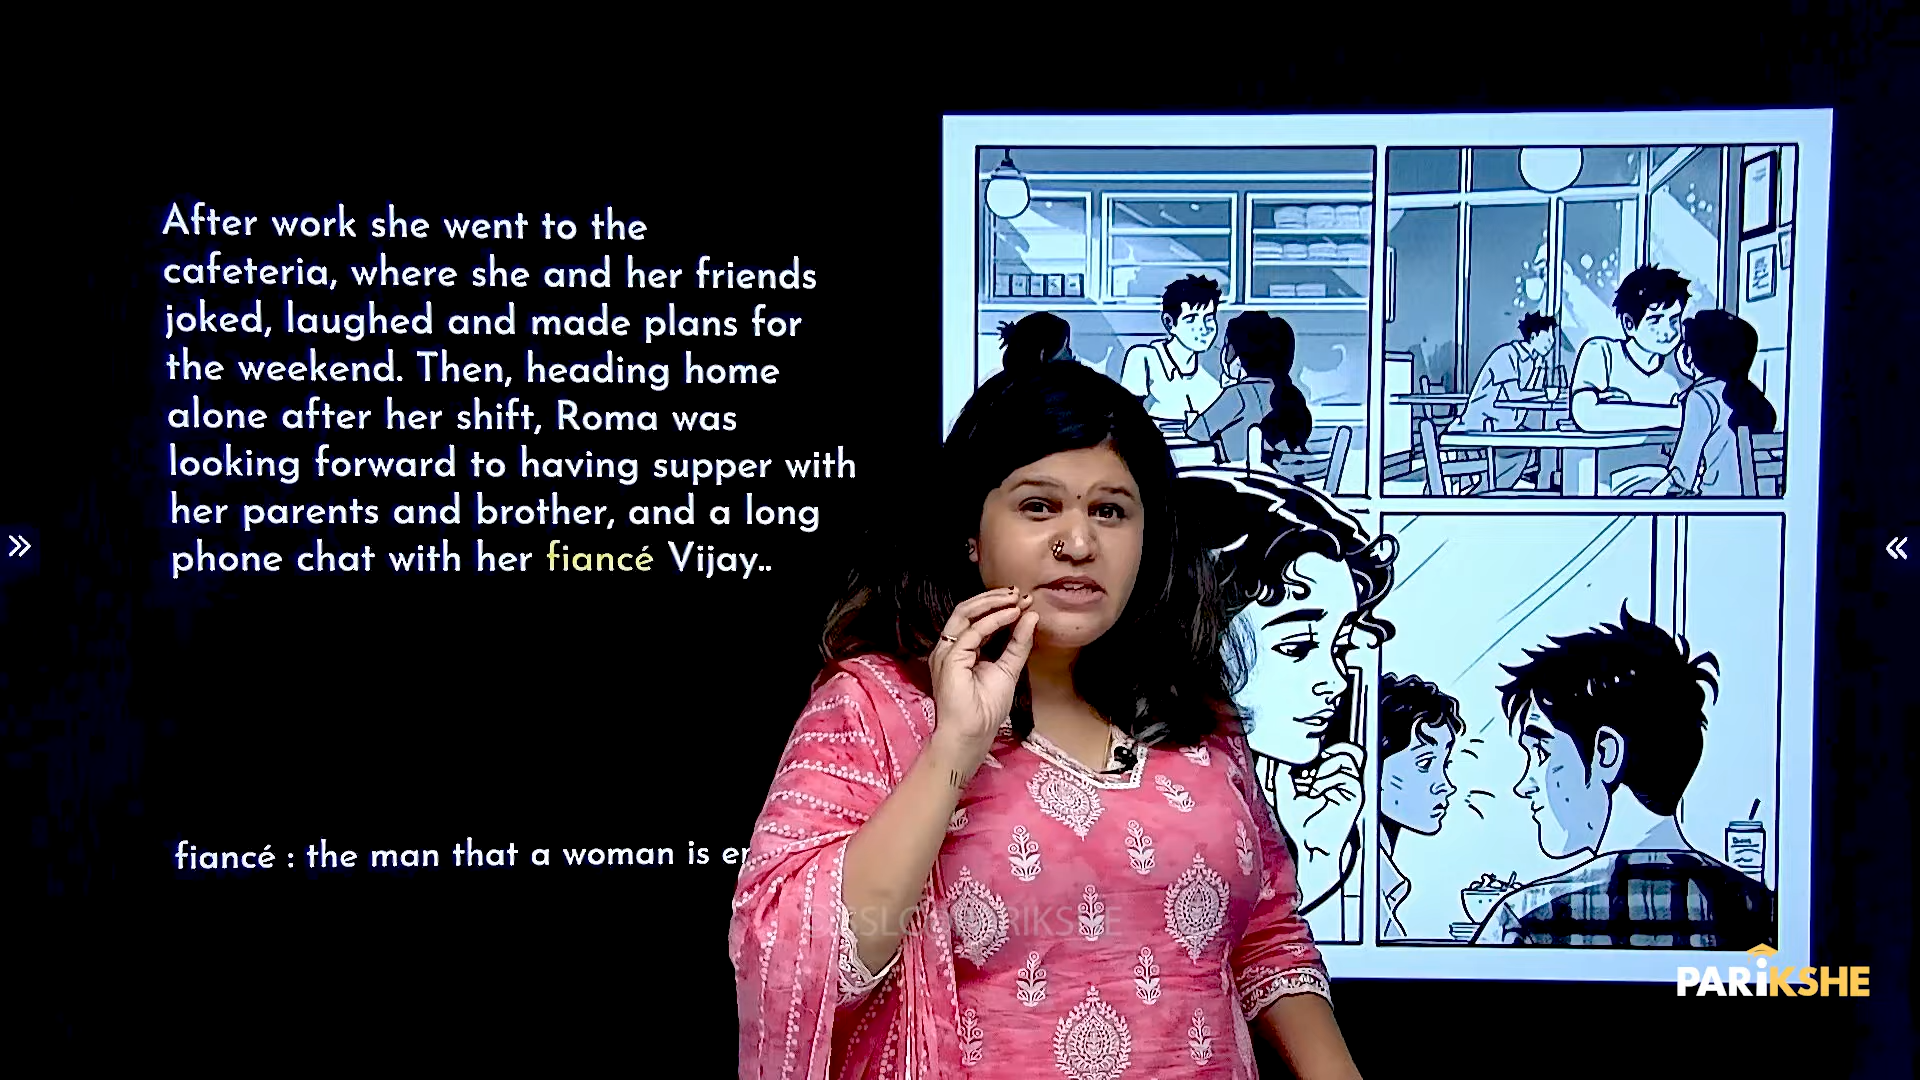 After work she went to the
cafeteria, where she and her friends
joked, laughed and made plans for
the weekend. Then, heading home
alone after her shift, Roma was
looking forward to having supper with
her parents and brother, and a long
phone chat with her fiancé Vijay..
»
«
fiancé : the man that a woman is
PARIKSHE